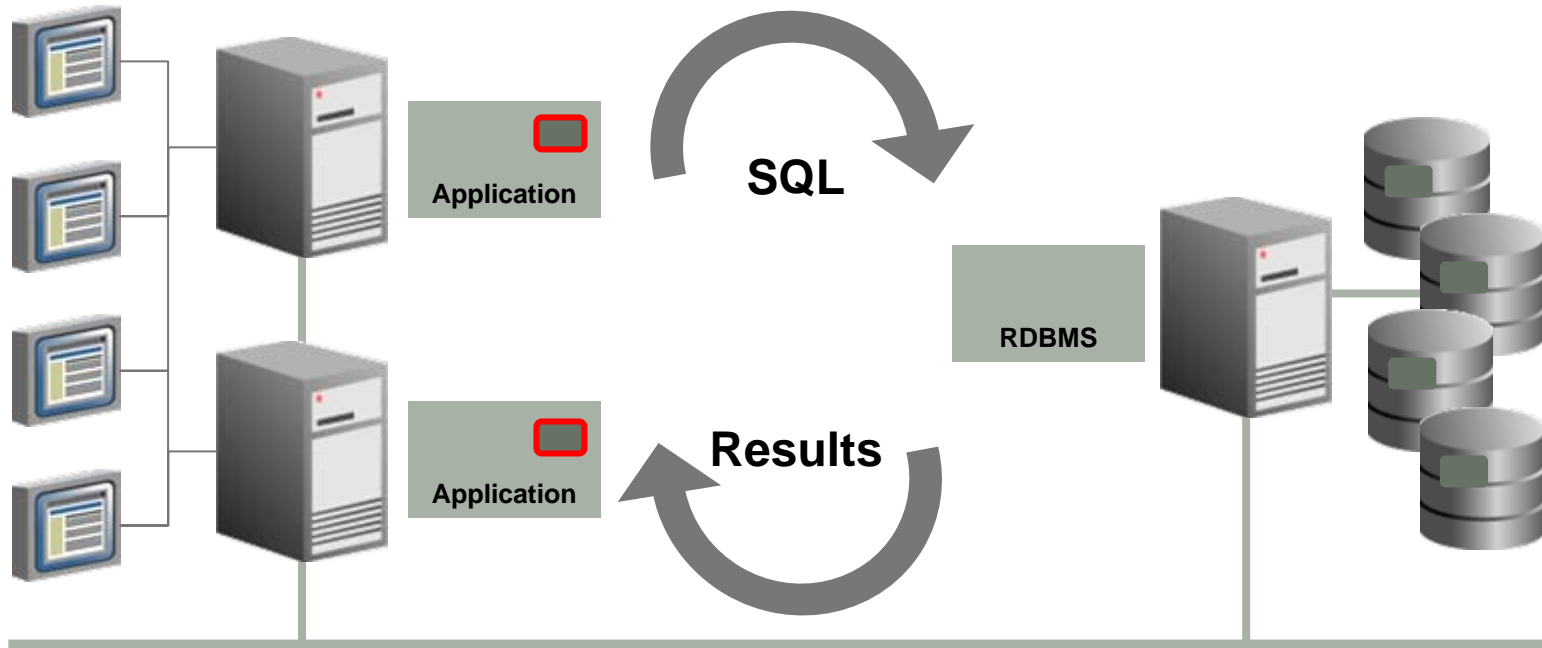 Application
SQL
RDBMS
Results
Application